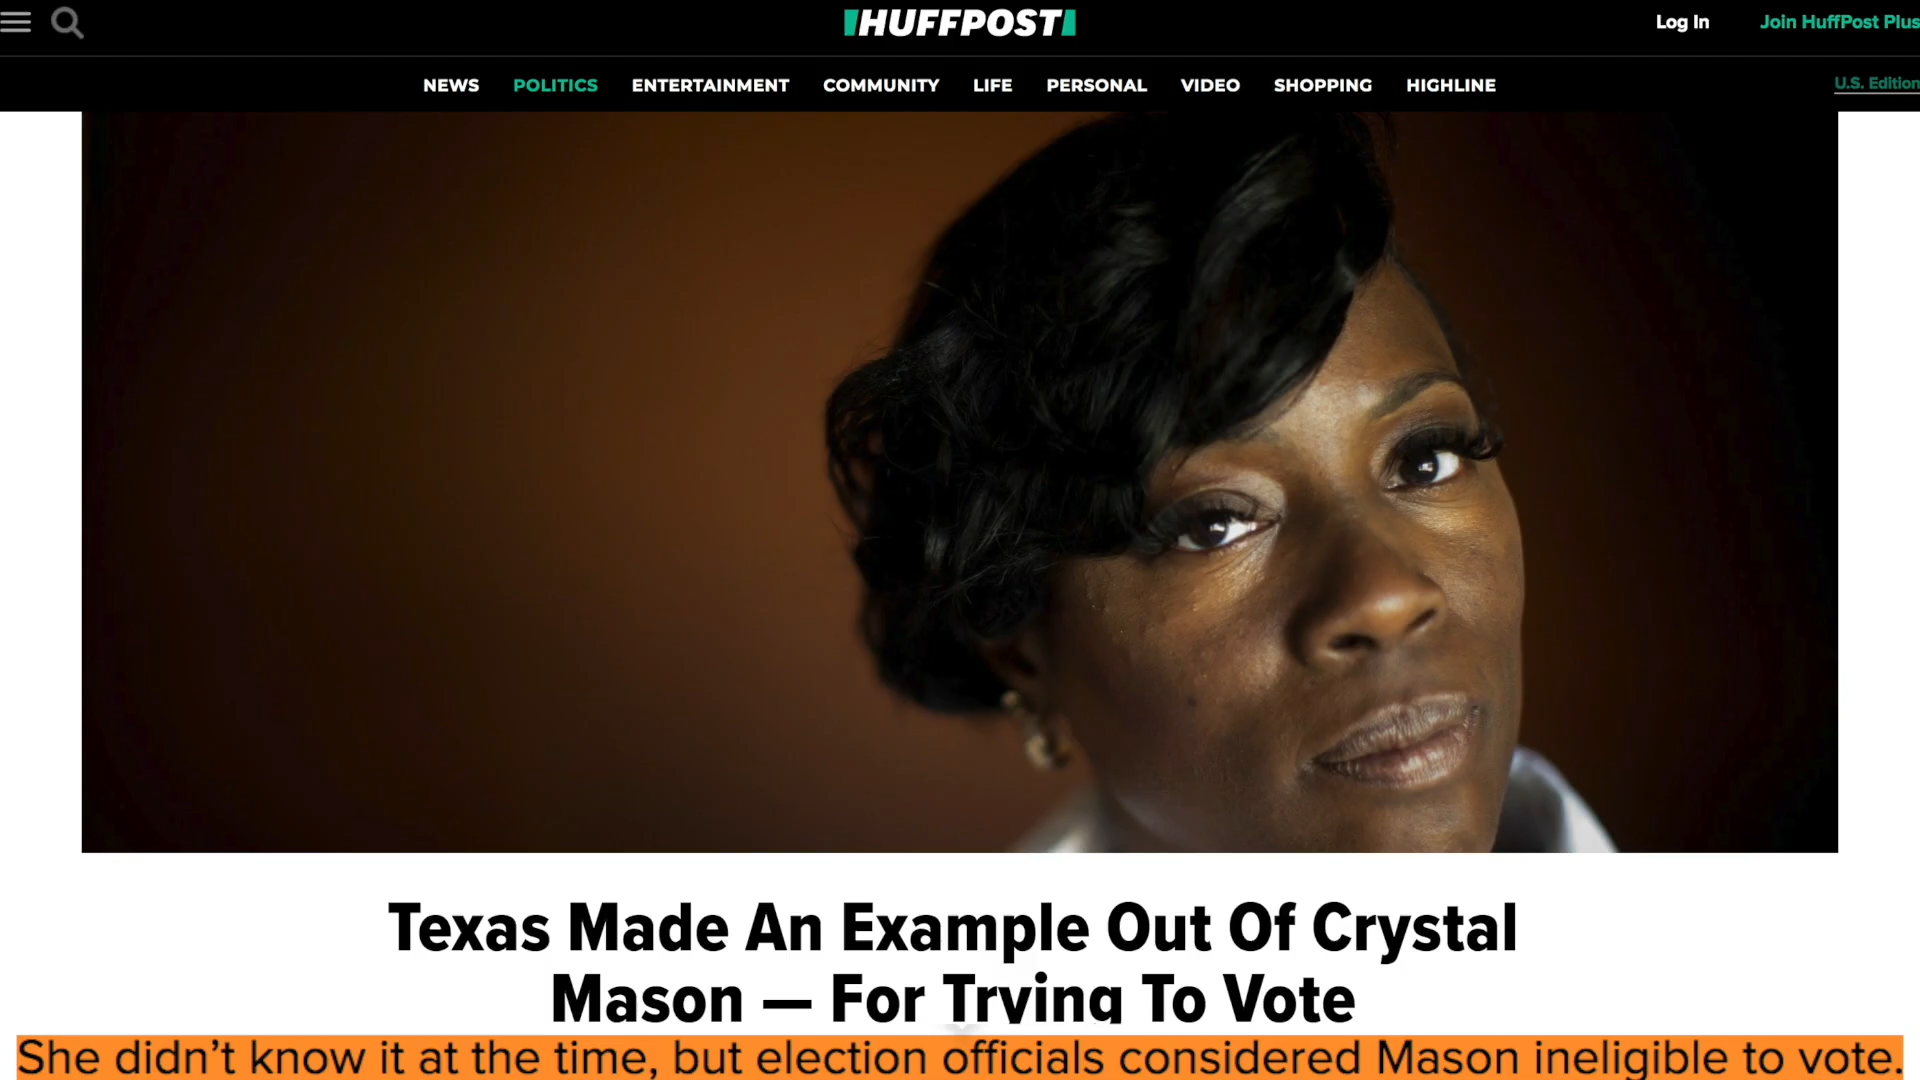 HUFFPOST
Log In
Join HuffPost Plus
NEWS POLITICS ENTERTAINMENT COMMUNITY LIFE PERSONAL VIDEO SHOPPING HIGHLINE
U.S. Edition
Texas Made An Example Out Of Crystal
Mason — For Trying To Vote
She didn’t know it at the time, but election officials considered Mason ineligible to vote.